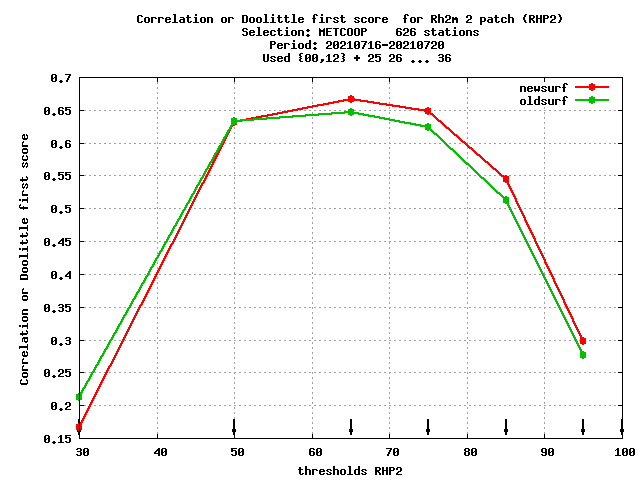 Correlation or Doolittle first score  for Rh2m 2 patch (RHP2)
Selection: METCOOP    626 stations
Period: 20210716-20210720
Used {00,12} + 25 26 ... 36
Correlation or Doolittle first score
0.7
0.65
0.6
0.55
0.5
0.45
0.4
0.35
0.3
0.25
0.2
0.15
newsurf
oldsurf
30 40 50 60 70 80 90 100
thresholds RHP2